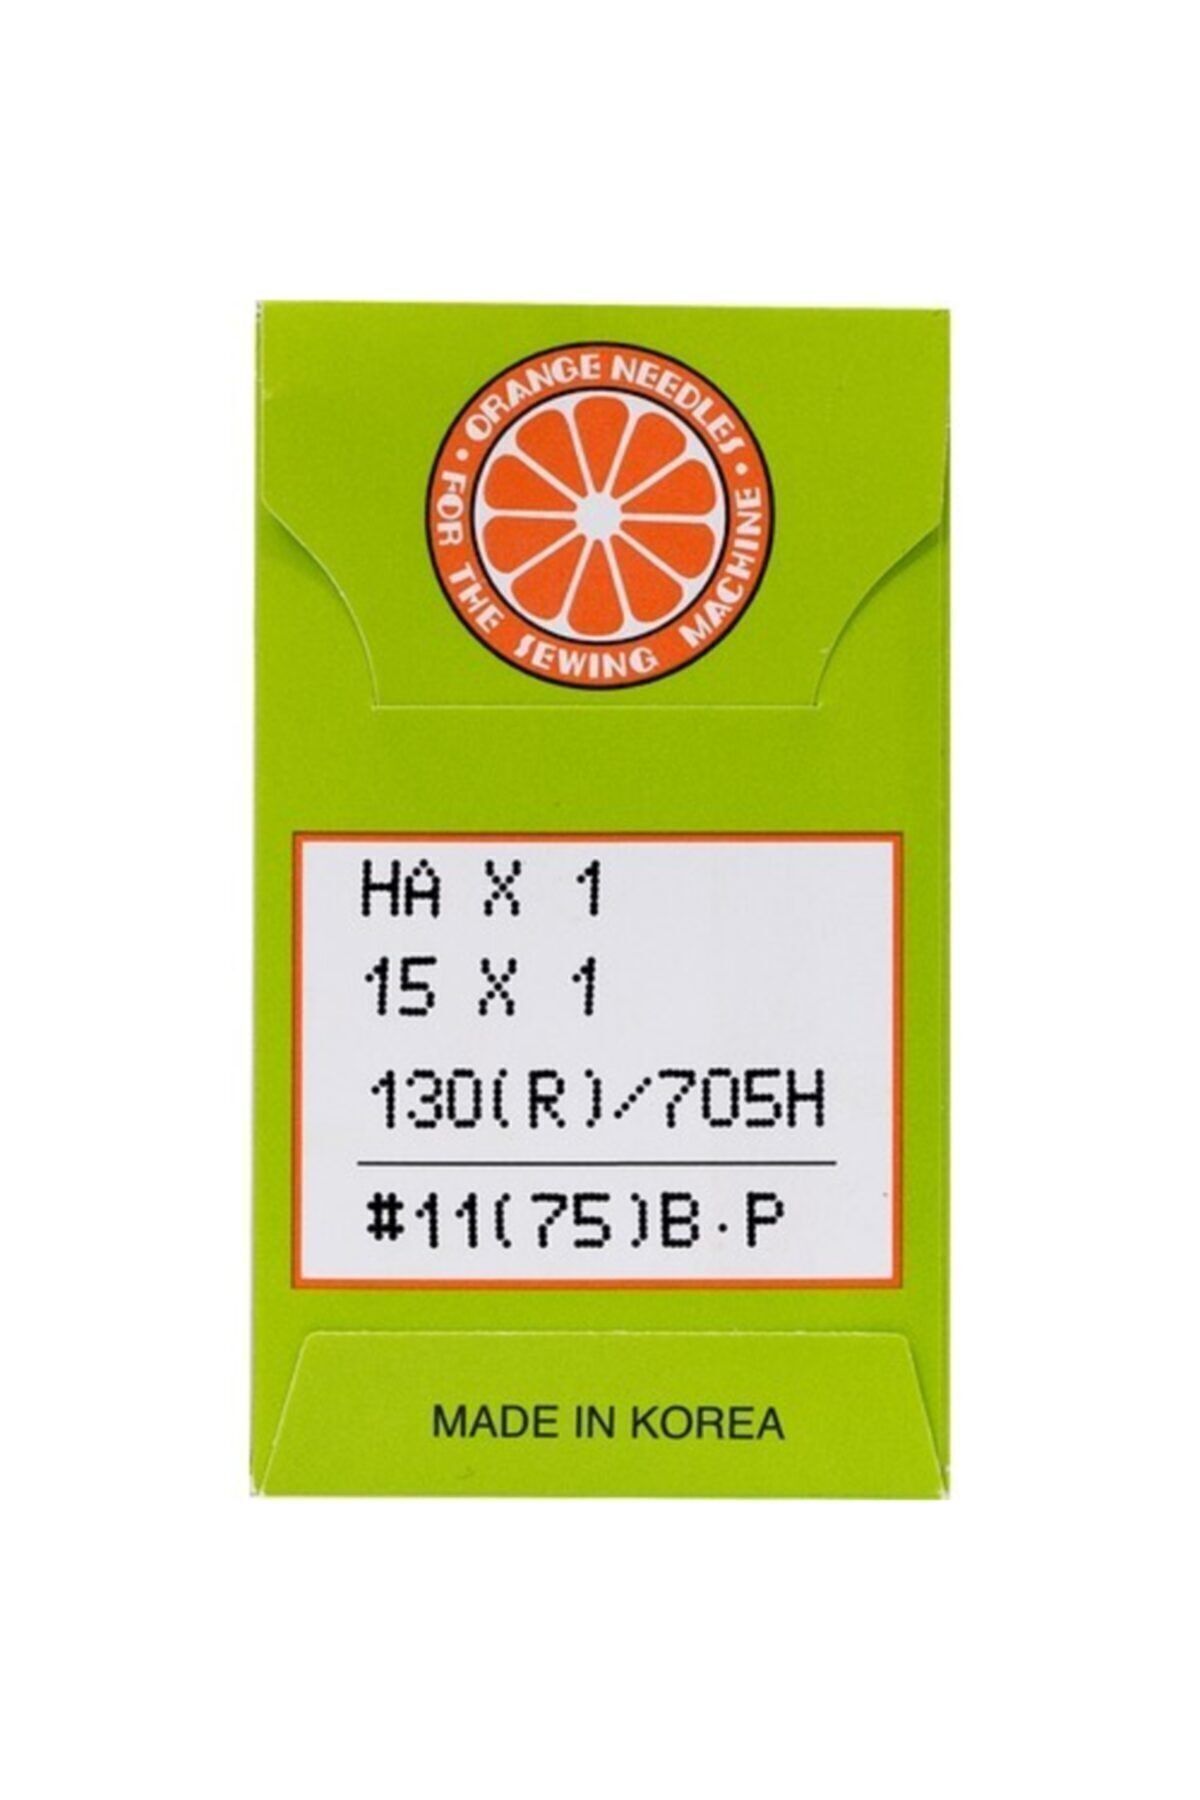 ORANGE NEEDLES
FOR THE SEWING MACHINE
HA X 1
15 X 1
130(R)/705H
#11(75)B·P
MADE IN KOREA